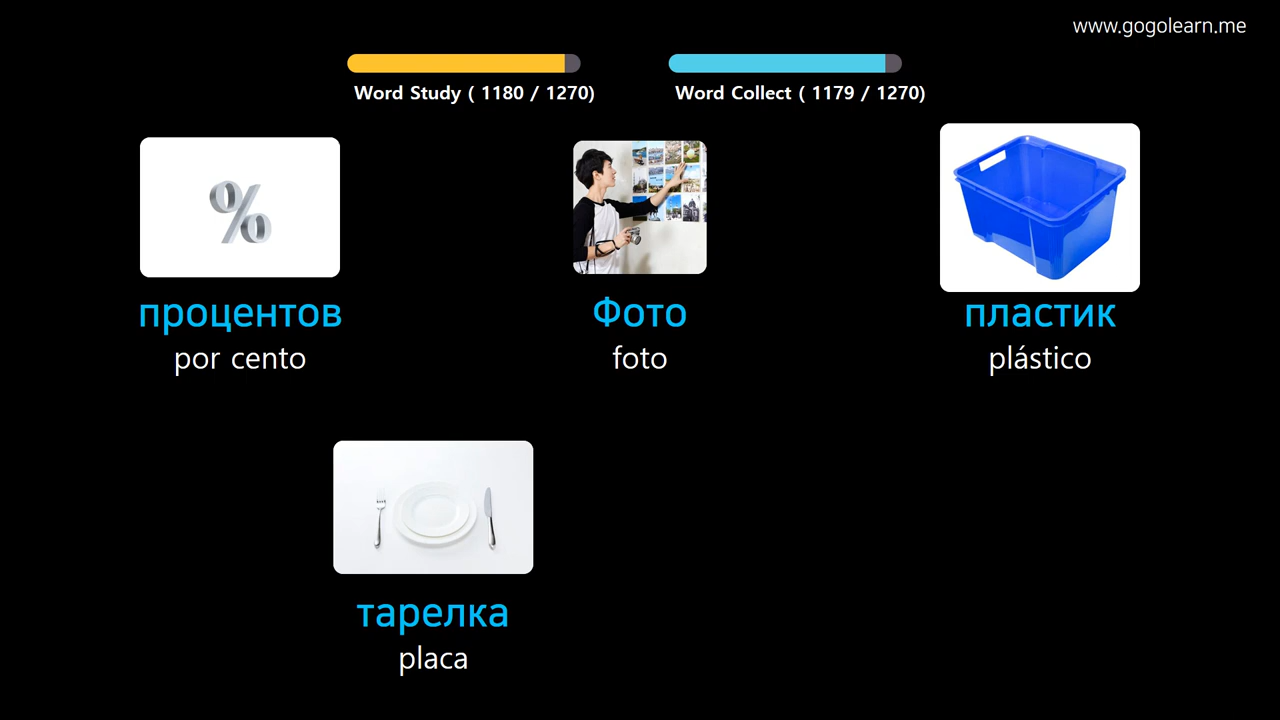 www.gogolearn.me
Word Study ( 1180 / 1270)
Word Collect ( 1179 / 1270)
%
процентов
por cento
Фото
foto
пластик
plástico
тарелка
placa